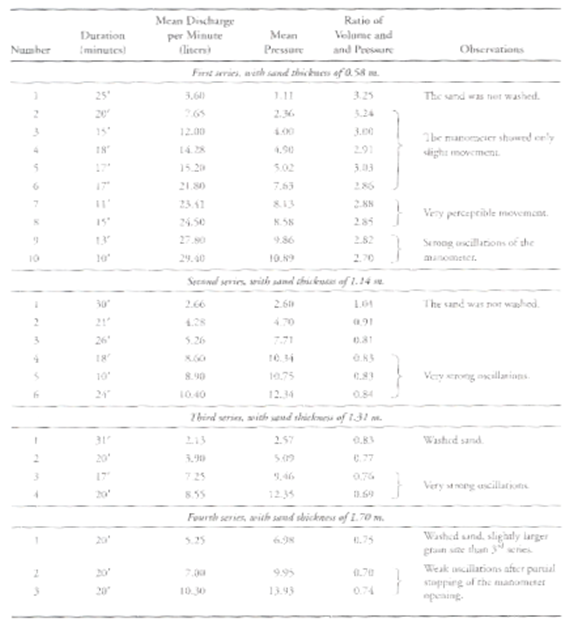 Mean Discharge Ratio of
Duration per Minute Mean Volume and
Number (minutes) (liters) Pressure and Pressure Observations
First series, with sand thickness of 0.58 m.
1 25' 3.60 1.11 3.25 The sand was not washed.
2 20' 7.65 2.36 3.24
3 15' 12.00 4.00 3.00 The manometer showed only
4 18' 14.28 4.90 2.91 slight movement.
5 17' 15.20 5.02 3.03
6 17' 21.80 7.63 2.86
7 11' 23.41 8.13 2.88
8 15' 24.50 8.58 2.85 Very perceptible movement.
9 13' 27.80 9.86 2.82 Strong oscillations of the
10 10' 29.40 10.89 2.70 manometer.
Second series, with sand thickness of 1.14 m.
1 30' 2.66 2.60 1.01 The sand was not washed.
2 21' 4.28 4.70 0.91
3 26' 5.26 7.71 0.81
4 18' 8.60 10.34 0.83
5 10' 8.90 10.75 0.83 Very strong oscillations.
6 24' 10.40 12.34 0.84
Third series, with sand thickness of 1.31 m.
1 31' 2.13 2.57 0.83 Washed sand.
2 20' 3.90 5.09 0.77
3 17' 7.25 9.46 0.76 Very strong oscillations.
4 20' 8.55 12.35 0.69
Fourth series, with sand thickness of 1.70 m.
1 20' 5.25 6.98 0.75 Washed sand, slightly larger
grain size than 3rd series.
2 20' 7.00 9.95 0.70 Weak oscillations after partial
3 20' 10.30 13.93 0.74 stopping of the manometer
opening.